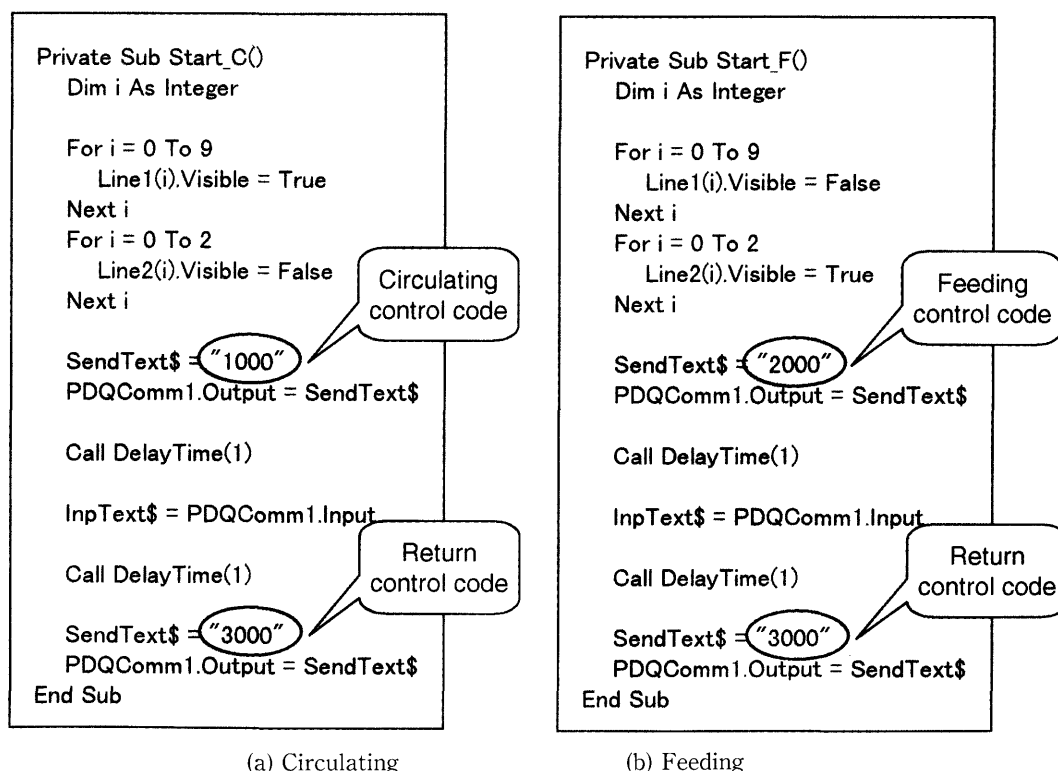 Private Sub Start_C()
Dim i As Integer
For i = 0 To 9
Line1(i).Visible = True
Next i
For i = 0 To 2
Line2(i).Visible = False
Next i
SendText$ = "1000"
PDQComm1.Output = SendText$
Call DelayTime(1)
InpText$ = PDQComm1.Input
Call DelayTime(1)
SendText$ = "3000"
PDQComm1.Output = SendText$
End Sub
Circulating
control code
Return
control code
(a) Circulating
Private Sub Start_F()
Dim i As Integer
For i = 0 To 9
Line1(i).Visible = False
Next i
For i = 0 To 2
Line2(i).Visible = True
Next i
SendText$ = "2000"
PDQComm1.Output = SendText$
Call DelayTime(1)
InpText$ = PDQComm1.Input
Call DelayTime(1)
SendText$ = "3000"
PDQComm1.Output = SendText$
End Sub
Feeding
control code
Return
control code
(b) Feeding